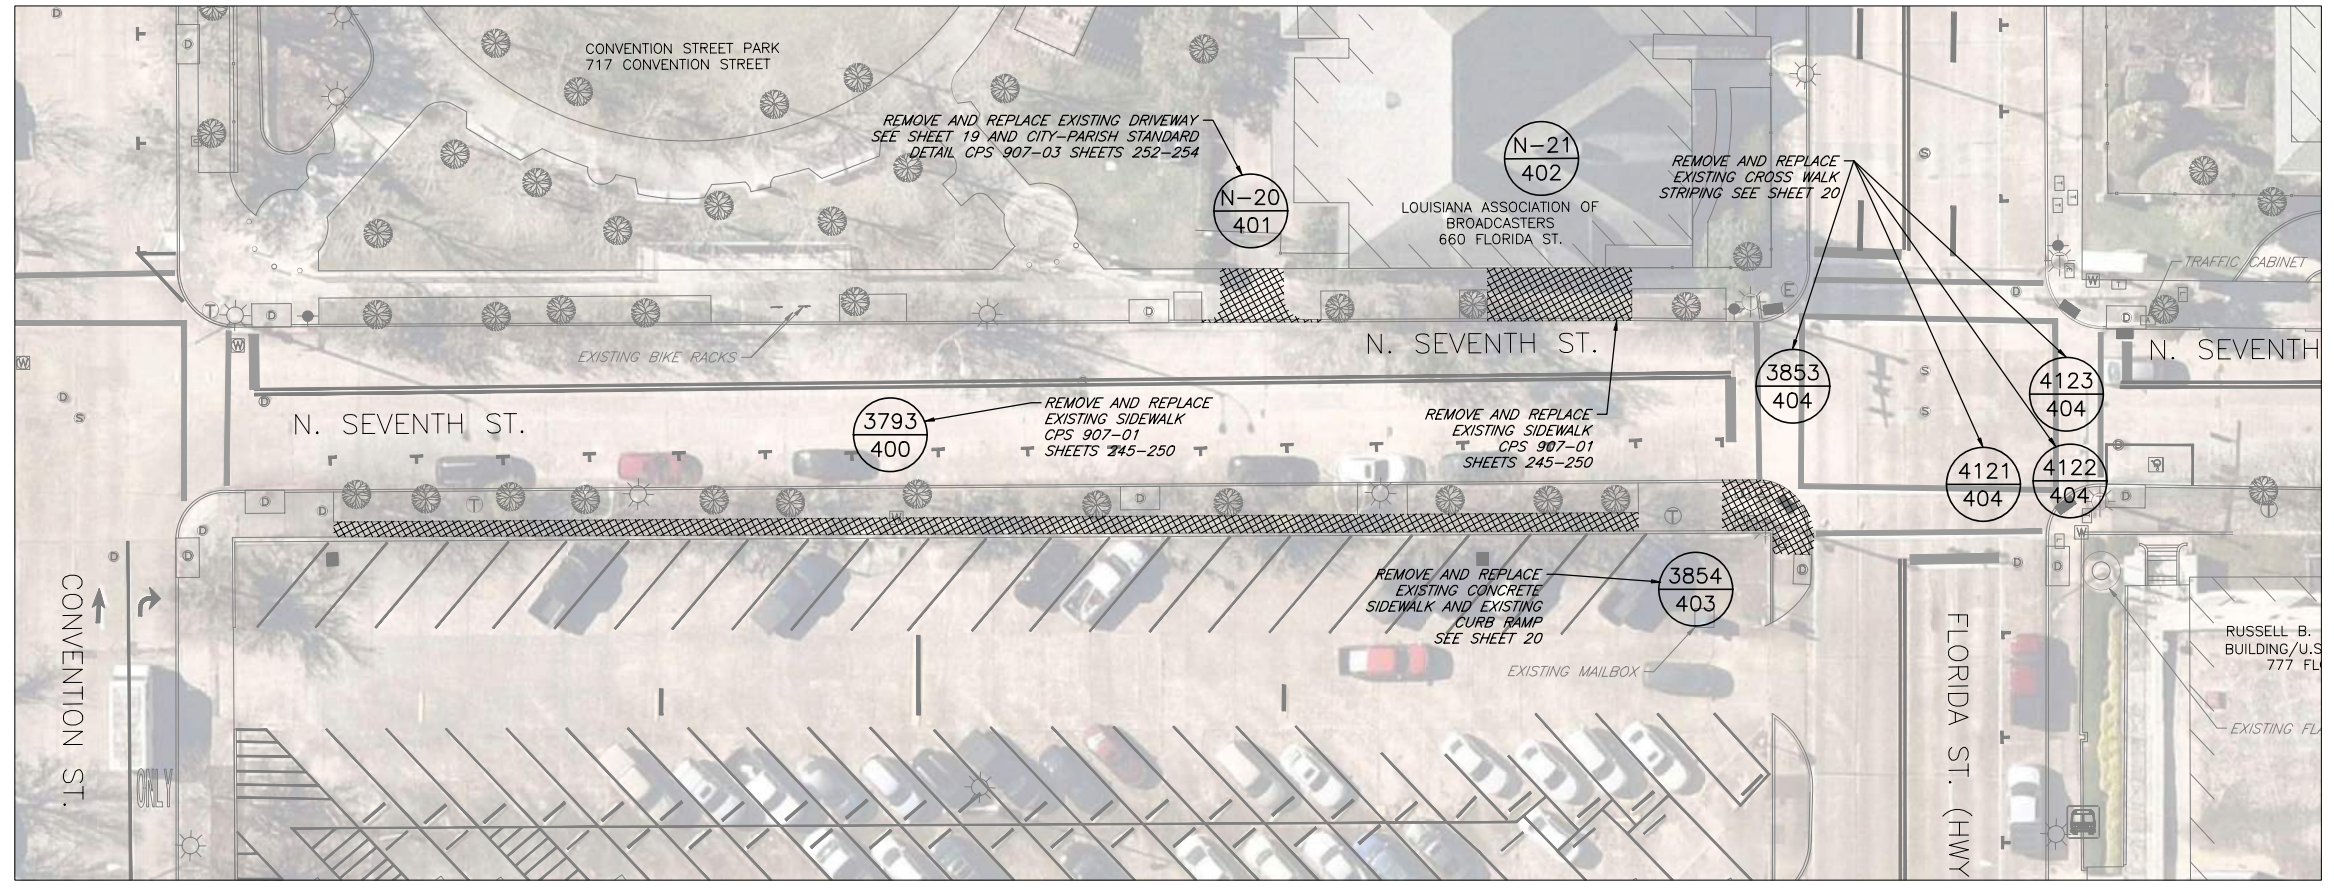 CONVENTION STREET PARK
717 CONVENTION STREET
REMOVE AND REPLACE EXISTING DRIVEWAY
SEE SHEET 19 AND CITY-PARISH STANDARD
DETAIL CPS 907-03 SHEETS 252-254
N-20
401
N-21
402
LOUISIANA ASSOCIATION OF
BROADCASTERS
660 FLORIDA ST.
REMOVE AND REPLACE
EXISTING CROSS WALK
STRIPING SEE SHEET 20
TRAFFIC CABINET
EXISTING BIKE RACKS
N. SEVENTH ST.
N. SEVENTH
3853
404
4123
404
N. SEVENTH ST.
3793
400
REMOVE AND REPLACE
EXISTING SIDEWALK
CPS 907-01
SHEETS 245-250
REMOVE AND REPLACE
EXISTING SIDEWALK
CPS 907-01
SHEETS 245-250
4121
404
4122
404
REMOVE AND REPLACE
EXISTING CONCRETE
SIDEWALK AND EXISTING
CURB RAMP
SEE SHEET 20
3854
403
EXISTING MAILBOX
CONVENTION ST.
ONLY
FLORIDA ST. (HWY
RUSSELL B.
BUILDING/U.S
777 FL
EXISTING FL